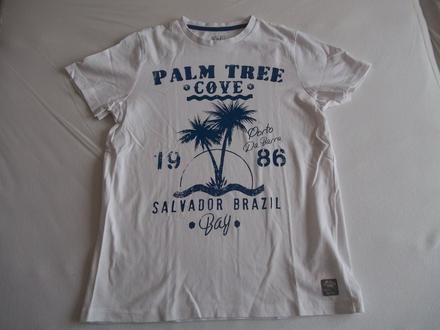 PALM TREE
COVE
Porto
Da Barra
19 86
SALVADOR BRAZIL
Bay